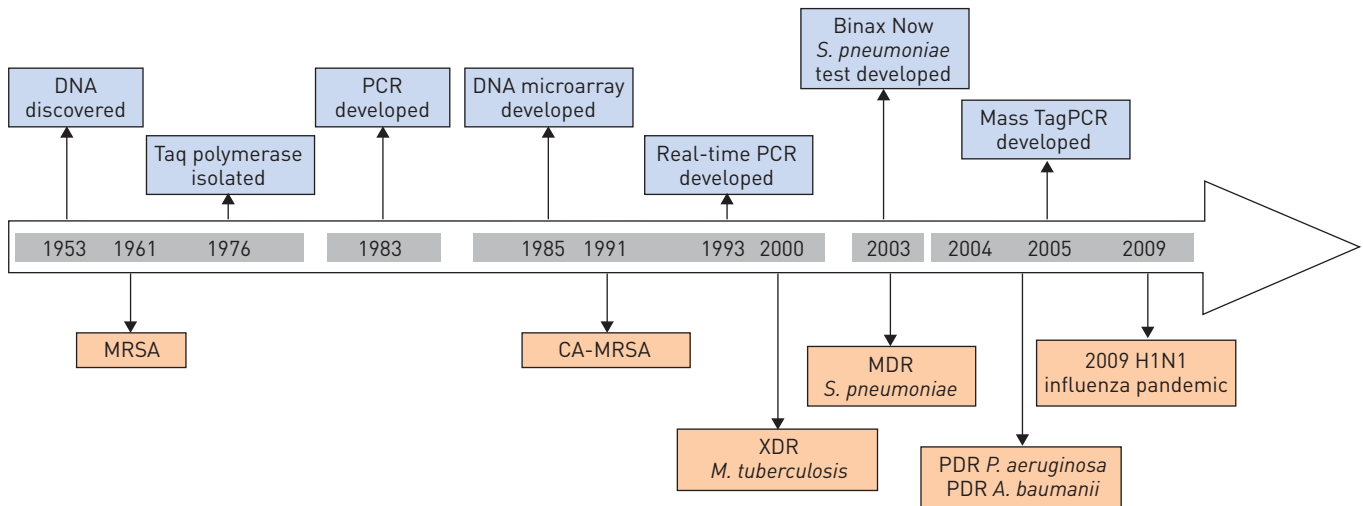 Binax Now
S. pneumoniae
test developed
DNA
discovered
PCR
developed
DNA microarray
developed
Mass TagPCR
developed
Taq polymerase
isolated
Real-time PCR
developed
1953 1961 1976 1983 1985 1991 1993 2000 2003 2004 2005 2009
MRSA
CA-MRSA
MDR
S. pneumoniae
2009 H1N1
influenza pandemic
XDR
M. tuberculosis
PDR P. aeruginosa
PDR A. baumanii